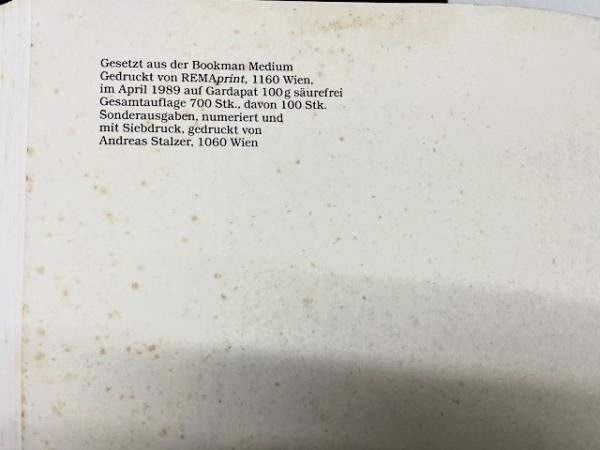 Gesetzt aus der Bookman Medium
Gedruckt von REMAprint, 1160 Wien,
im April 1989 auf Gardapat 100 g säurefrei
Gesamtauflage 700 Stk., davon 100 Stk.
Sonderausgaben, numeriert und
mit Siebdruck, gedruckt von
Andreas Stalzer, 1060 Wien